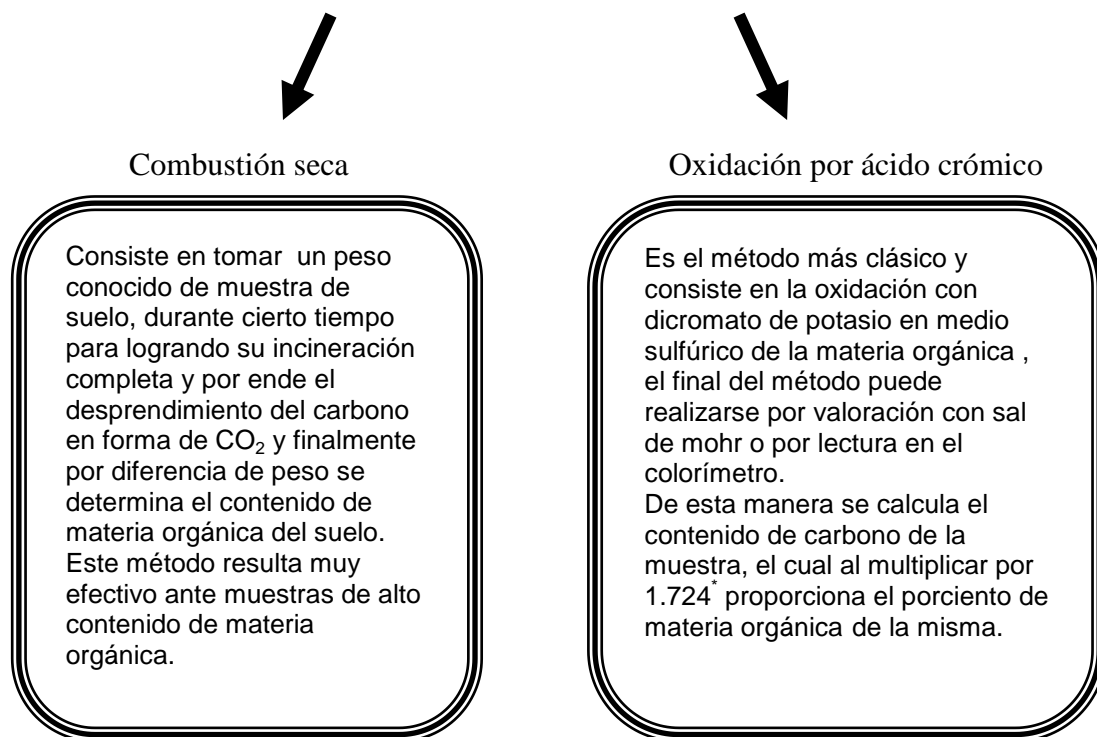 Combustión seca
Consiste en tomar un peso
conocido de muestra de
suelo, durante cierto tiempo
para logrando su incineración
completa y por ende el
desprendimiento del carbono
en forma de CO2 y finalmente
por diferencia de peso se
determina el contenido de
materia orgánica del suelo.
Este método resulta muy
efectivo ante muestras de alto
contenido de materia
orgánica.
Oxidación por ácido crómico
Es el método más clásico y
consiste en la oxidación con
dicromato de potasio en medio
sulfúrico de la materia orgánica ,
el final del método puede
realizarse por valoración con sal
de mohr o por lectura en el
colorímetro.
De esta manera se calcula el
contenido de carbono de la
muestra, el cual al multiplicar por
1.724* proporciona el porciento de
materia orgánica de la misma.